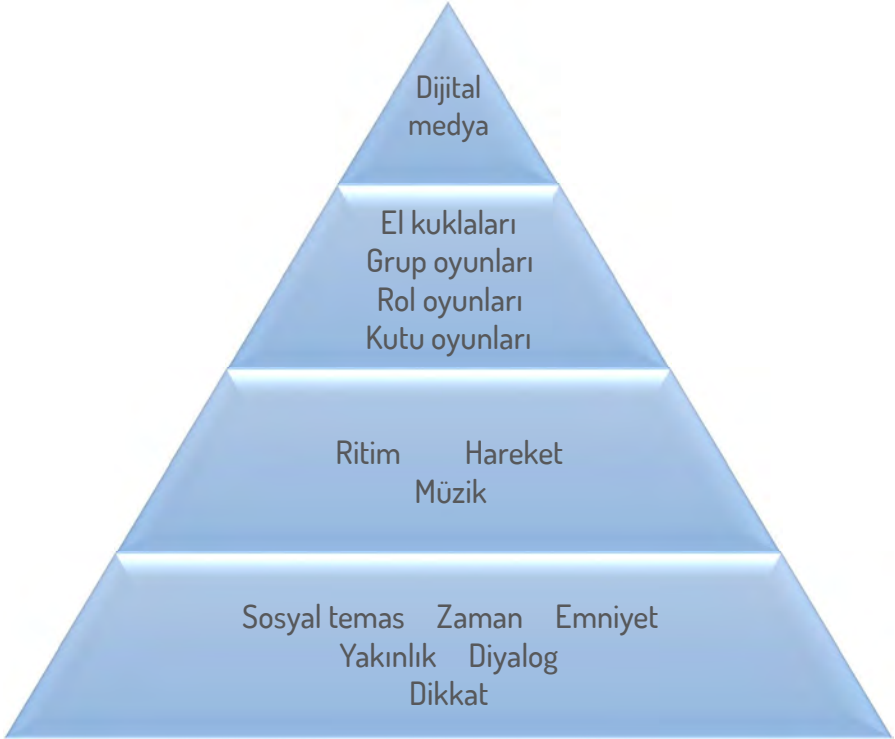 Dijital
medya
El kuklaları
Grup oyunları
Rol oyunları
Kutu oyunları
Ritim Hareket
Müzik
Sosyal temas Zaman Emniyet
Yakınlık Diyalog
Dikkat